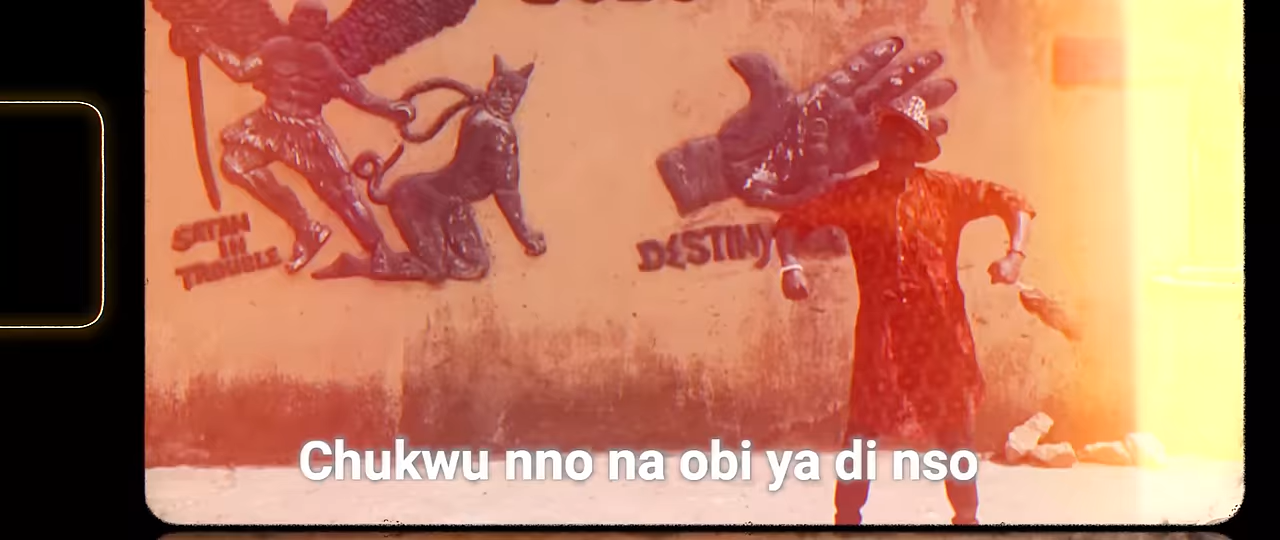 SATAN
IN
TROUBLE
DESTINY
Chukwu nno na obi ya di nso